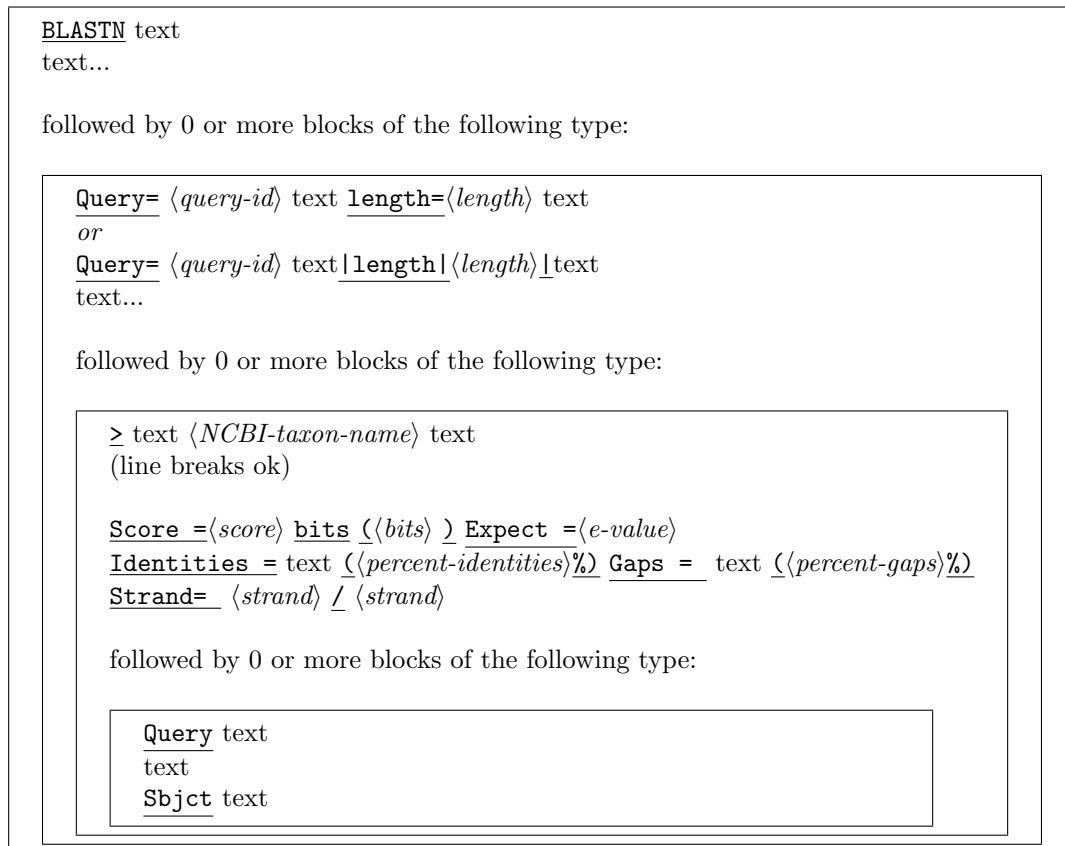 BLASTN text
text...
followed by 0 or more blocks of the following type:
Query= ⟨query-id⟩ text length=⟨length⟩ text
or
Query= ⟨query-id⟩ text|length|⟨length⟩|text
text...
followed by 0 or more blocks of the following type:
> text ⟨NCBI-taxon-name⟩ text
(line breaks ok)
Score =⟨score⟩ bits (⟨bits⟩ ) Expect =⟨e-value⟩
Identities = text (⟨percent-identities⟩%) Gaps = text (⟨percent-gaps⟩%)
Strand= ⟨strand⟩ / ⟨strand⟩
followed by 0 or more blocks of the following type:
Query text
text
Sbjct text